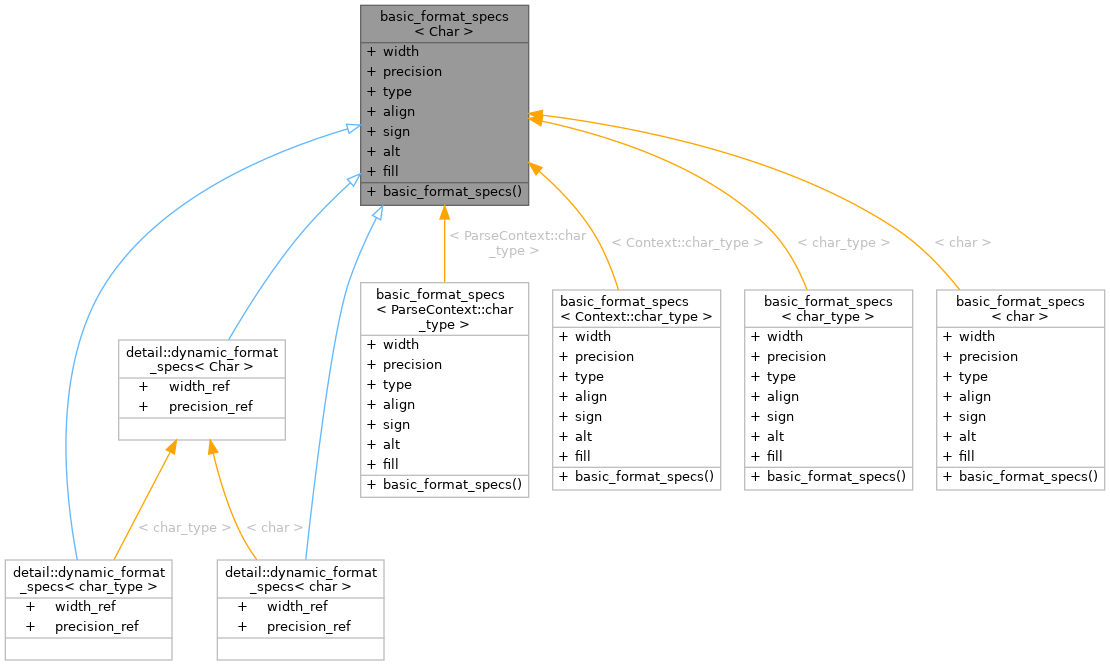 basic_format_specs
< Char >
+ width
+ precision
+ type
+ align
+ sign
+ alt
+ fill
+ basic_format_specs()
< ParseContext::char
_type >
< Context::char_type >
< char_type >
< char >
basic_format_specs
< ParseContext::char
_type >
+ width
+ precision
+ type
+ align
+ sign
+ alt
+ fill
+ basic_format_specs()
basic_format_specs
< Context::char_type >
+ width
+ precision
+ type
+ align
+ sign
+ alt
+ fill
+ basic_format_specs()
basic_format_specs
< char_type >
+ width
+ precision
+ type
+ align
+ sign
+ alt
+ fill
+ basic_format_specs()
basic_format_specs
< char >
+ width
+ precision
+ type
+ align
+ sign
+ alt
+ fill
+ basic_format_specs()
detail::dynamic_format
_specs< Char >
+ width_ref
+ precision_ref
< char_type >
< char >
detail::dynamic_format
_specs< char_type >
+ width_ref
+ precision_ref
detail::dynamic_format
_specs< char >
+ width_ref
+ precision_ref